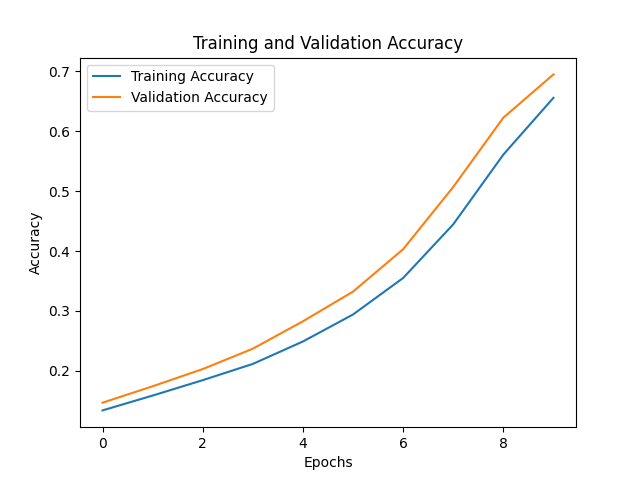 Training and Validation Accuracy
Training Accuracy
Validation Accuracy
Accuracy
0.7
0.6
0.5
0.4
0.3
0.2
0 2 4 6 8
Epochs